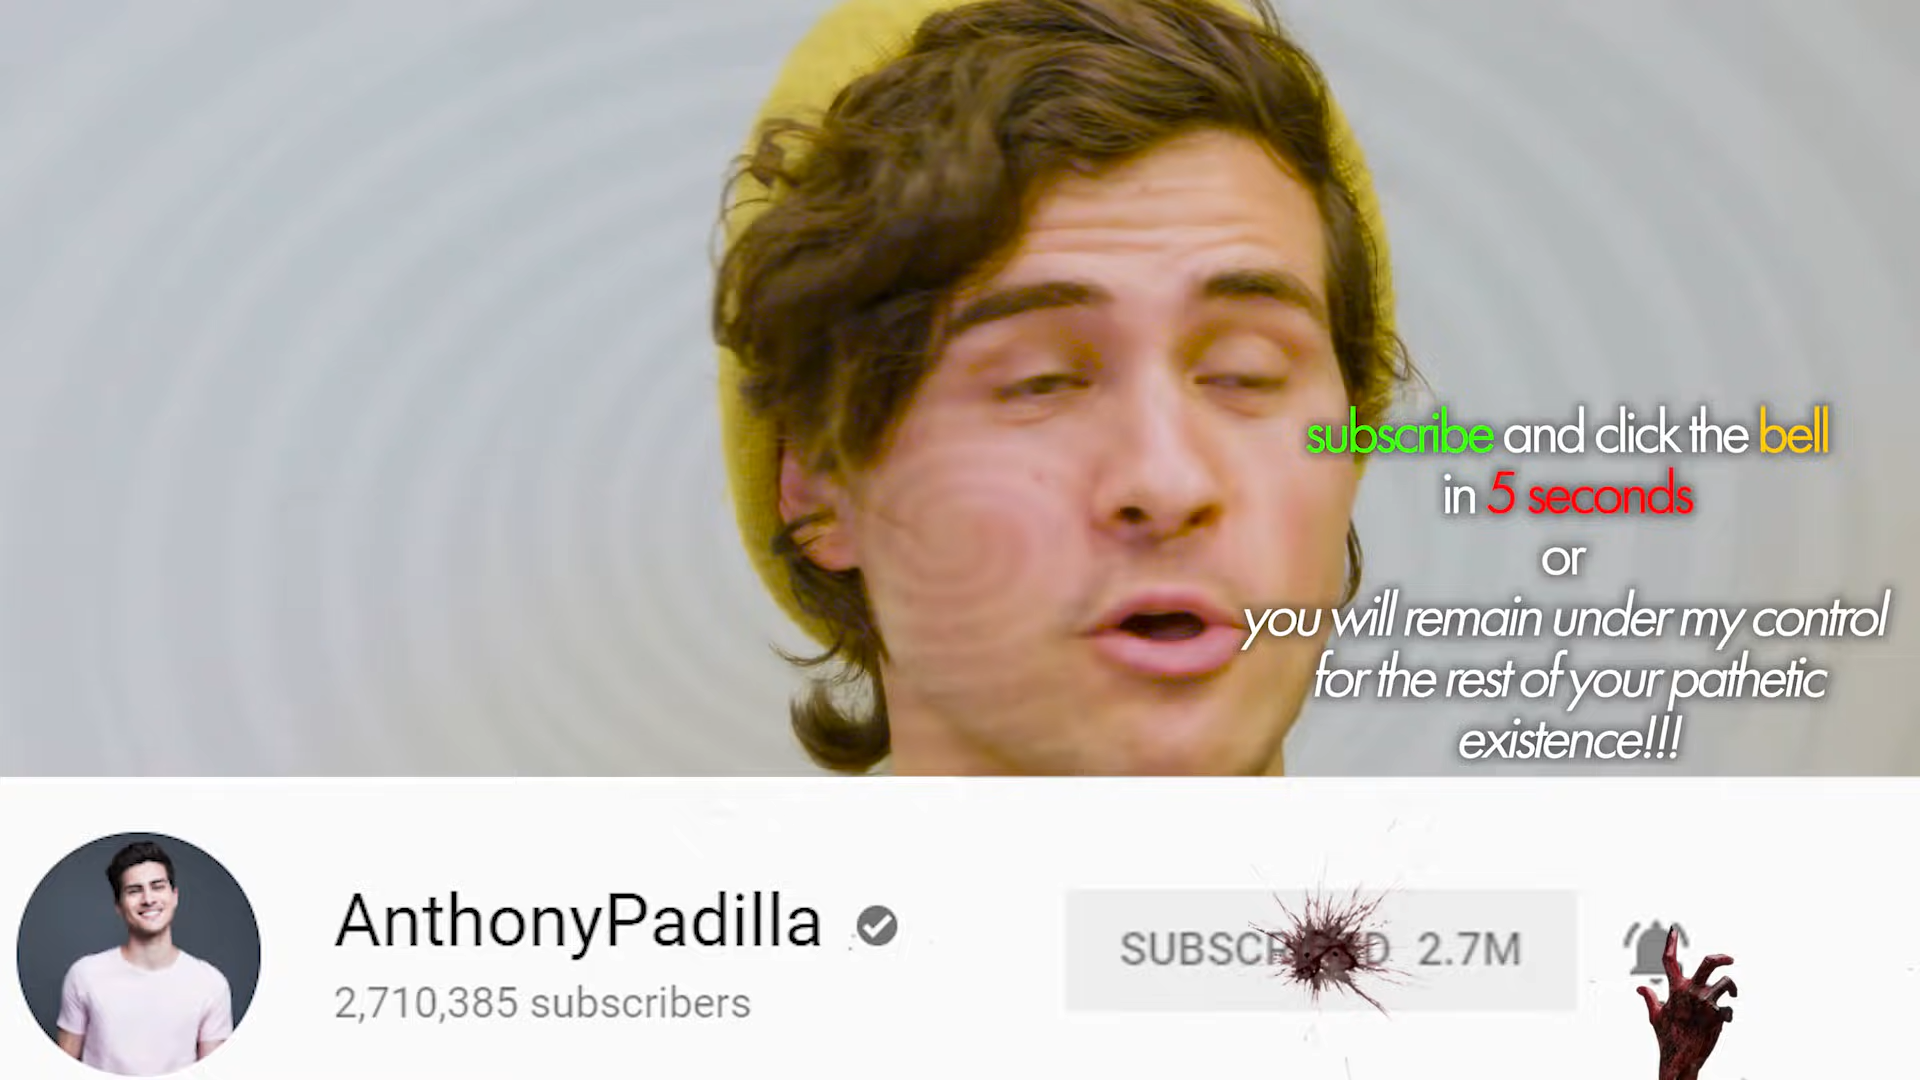 subscribe and click the bell
in 5 seconds
or
you will remain under my control
for the rest of your pathetic
existence!!!
AnthonyPadilla
2,710,385 subscribers
SUBSCRIBED 2.7M